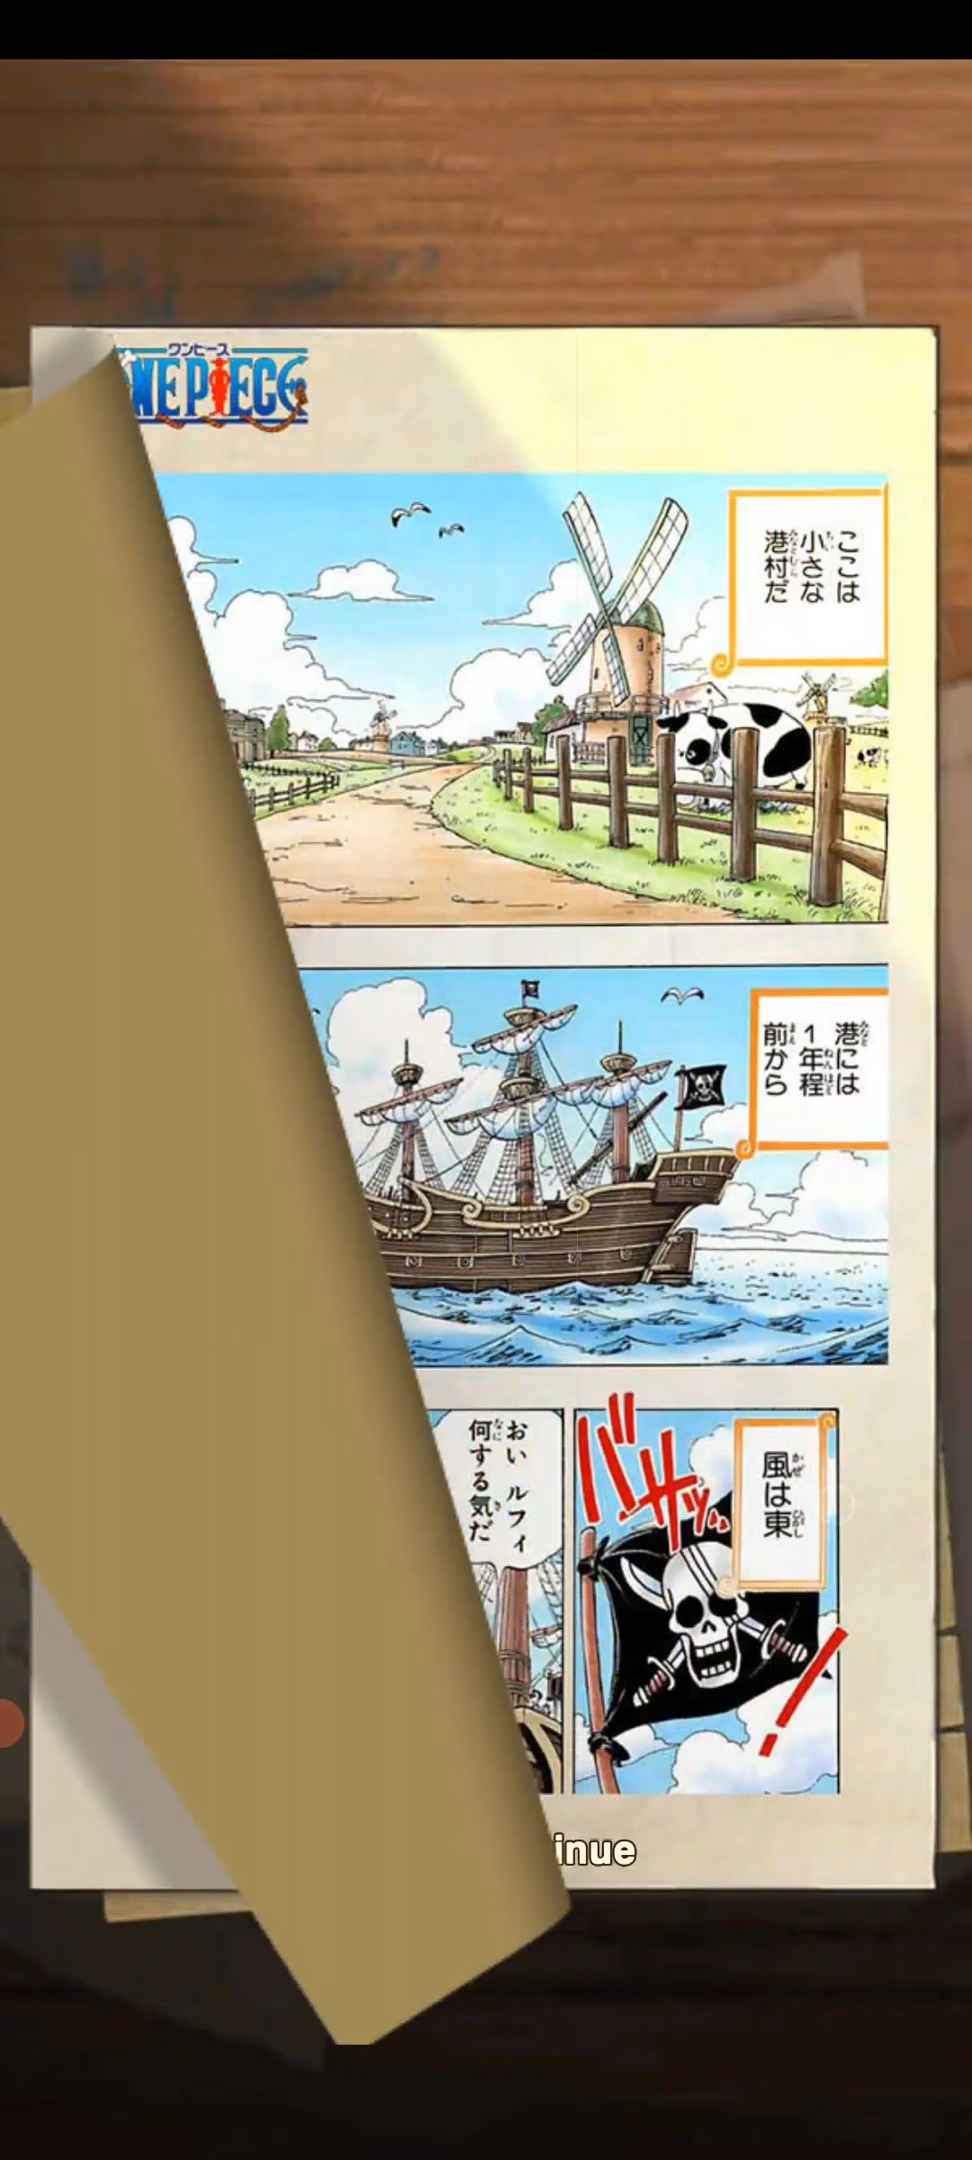 ワンピース
ONE PIECE
ここは
小さな
港村だ
港には
1年程
前から
風は東
バサッ
おい ルフィ
何する気だ
inue